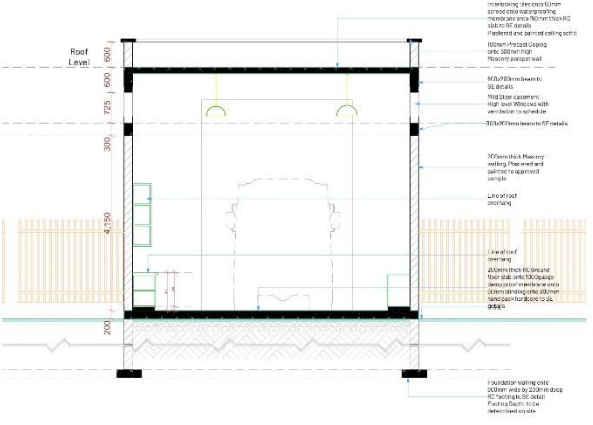 Interlocking tiles onto 50mm
screed onto waterproofing
membrane onto 150mm thick RC
slab to SE details
Plastered and painted ceiling soffit
Roof
Level
600
Precast Coping
onto 600mm high
Masonry parapet wall
600
600x200mm beam to
SE details
725
Mild Steel casement
High level Windows with
ventilation to schedule
300
300x200mm beam to SE details
200mm thick Masonry
walling. Plastered and
painted to approved
sample
Line of roof
overhang
4,150
Line of roof
overhang
200mm thick RC Ground
floor slab onto 1000gauge
damp proof membrane onto
50mm blinding onto 300mm
hand pack hardcore to SE
details
200
Foundation walling onto
600mm wide by 200mm deep
RC footing to SE detail
Footing Depth to be
determined on site